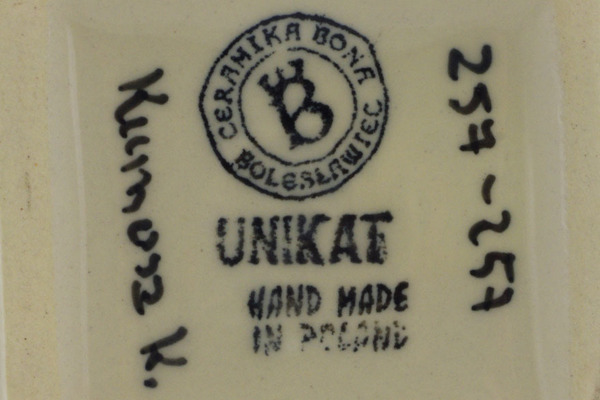 CERAMIKA BONA
BOLESŁAWIEC
B
UNIKAT
HAND MADE
IN POLAND
257-257
K.